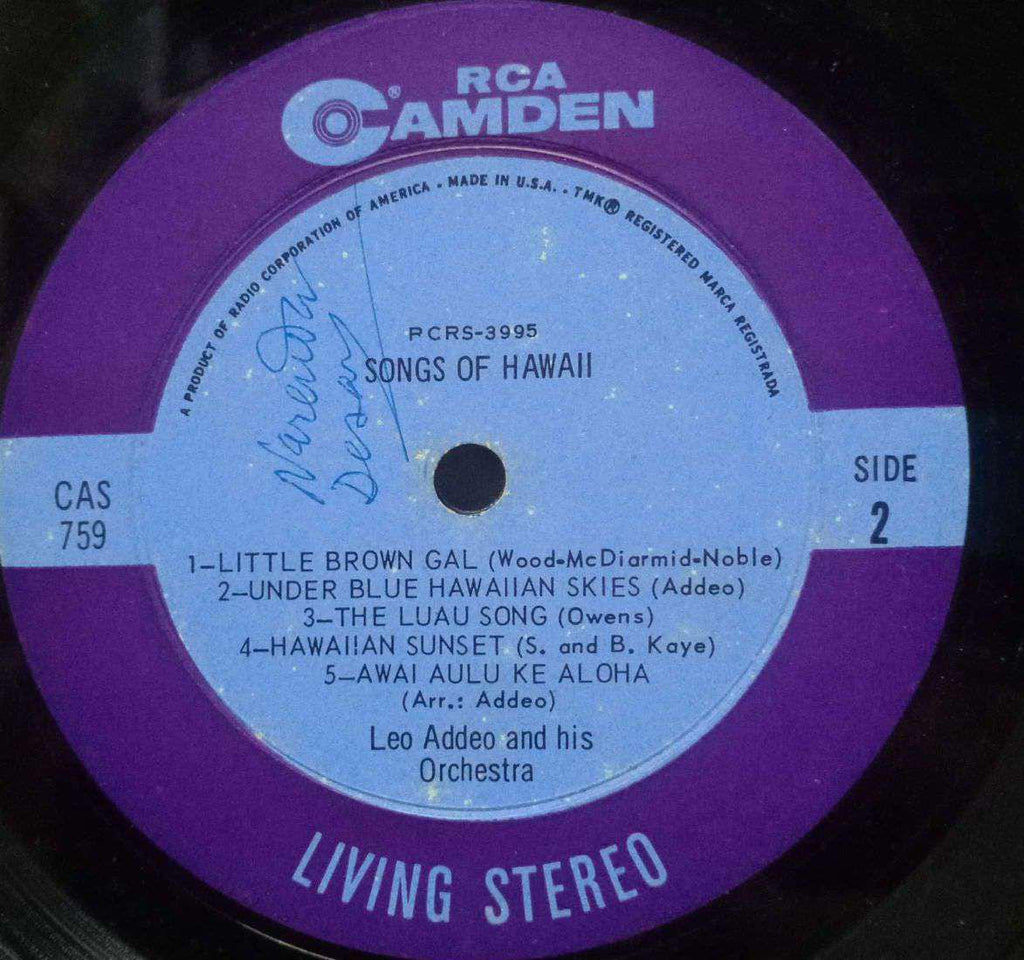 RCA
CAMDEN®
A PRODUCT OF RADIO CORPORATION OF AMERICA • MADE IN U.S.A. • TMK® REGISTERED MARCA REGISTRADA
PCRS-3995
SONGS OF HAWAII
Narendra
Desai
CAS
759
SIDE
2
1—LITTLE BROWN GAL (Wood-McDiarmid-Noble)
2—UNDER BLUE HAWAIIAN SKIES (Addeo)
3—THE LUAU SONG (Owens)
4—HAWAIIAN SUNSET (S. and B. Kaye)
5—AWAI AULU KE ALOHA
(Arr.: Addeo)
Leo Addeo and his
Orchestra
LIVING STEREO